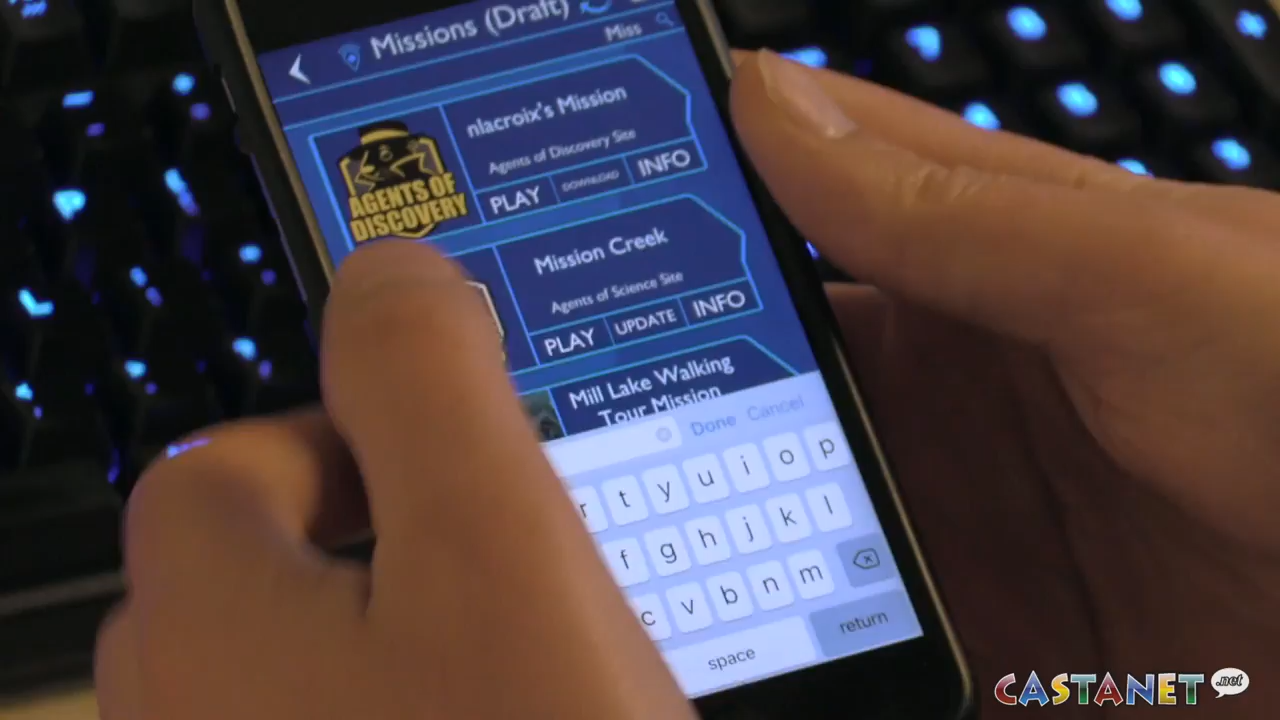 Missions (Draft)
Miss
nlacroix's Mission
Agents of Discovery Site
PLAY DOWNLOAD INFO
AGENTS OF
DISCOVERY
Mission Creek
Agents of Science Site
PLAY UPDATE INFO
Mill Lake Walking
Tour Mission
Done Cancel
r t y u i o p
f g h j k l
c v b n m
space return
CASTANET .net